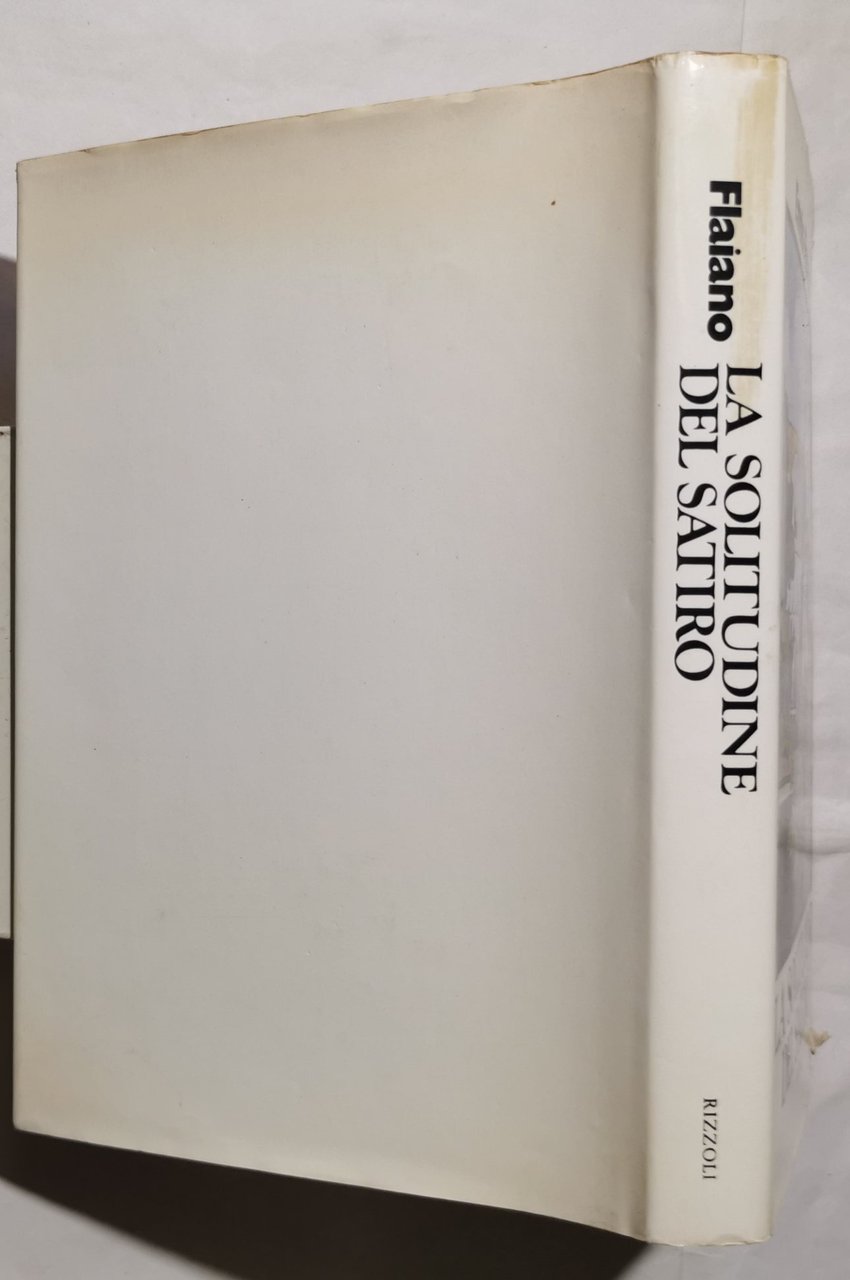 Flaiano
LA SOLITUDINE
DEL SATIRO
RIZZOLI